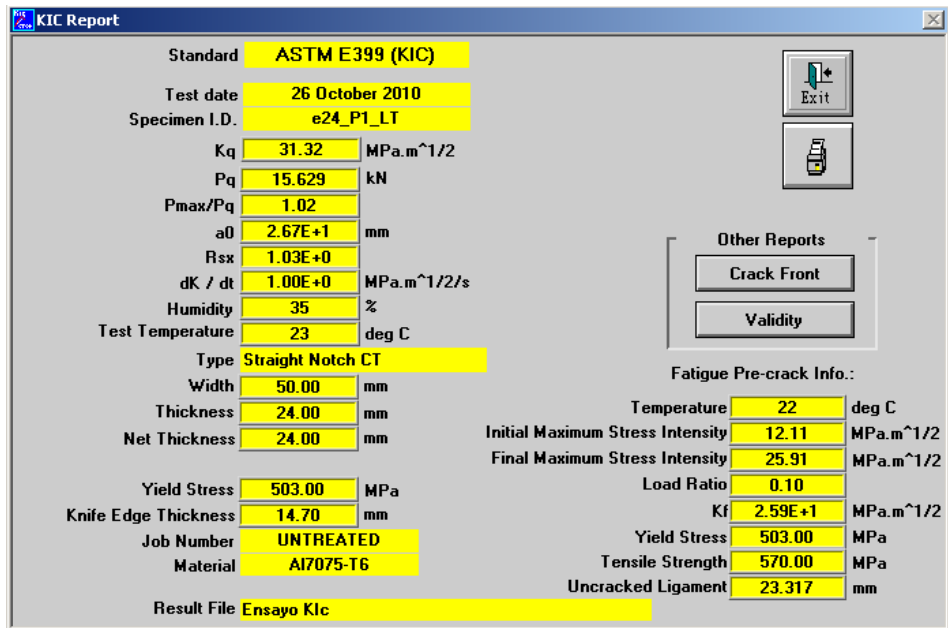 KIC Report
Standard ASTM E399 (KIC)
Test date 26 October 2010
Specimen I.D. e24_P1_LT
Kq 31.32 MPa.m^1/2
Pq 15.629 kN
Pmax/Pq 1.02
a0 2.67E+1 mm
Rsx 1.03E+0
dK / dt 1.00E+0 MPa.m^1/2/s
Humidity 35 %
Test Temperature 23 deg C
Type Straight Notch CT
Width 50.00 mm
Thickness 24.00 mm
Net Thickness 24.00 mm
Yield Stress 503.00 MPa
Knife Edge Thickness 14.70 mm
Job Number UNTREATED
Material Al7075-T6
Result File Ensayo KIc
Exit
Other Reports
Crack Front
Validity
Fatigue Pre-crack Info.:
Temperature 22 deg C
Initial Maximum Stress Intensity 12.11 MPa.m^1/2
Final Maximum Stress Intensity 25.91 MPa.m^1/2
Load Ratio 0.10
Kf 2.59E+1 MPa.m^1/2
Yield Stress 503.00 MPa
Tensile Strength 570.00 MPa
Uncracked Ligament 23.317 mm